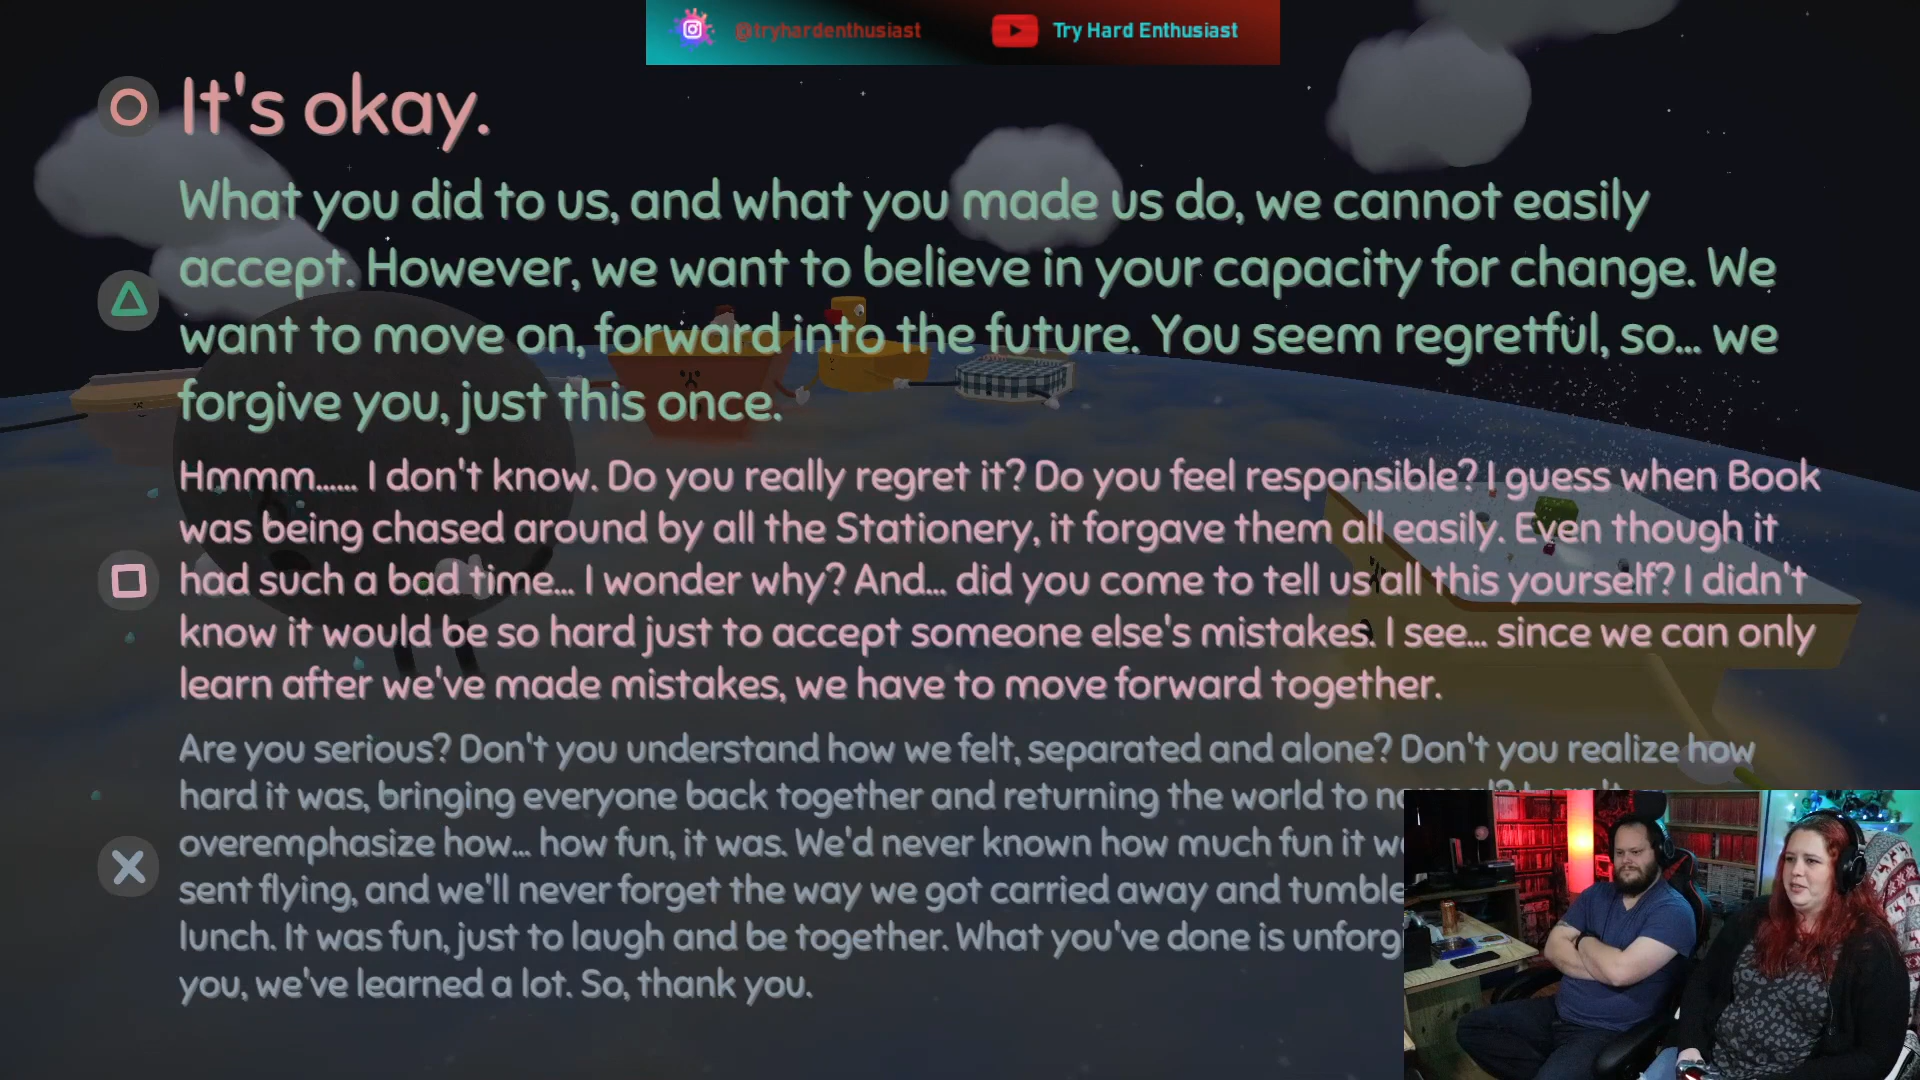 @tryhardenthusiast
Try Hard Enthusiast
It's okay.
What you did to us, and what you made us do, we cannot easily
accept. However, we want to believe in your capacity for change. We
want to move on, forward into the future. You seem regretful, so... we
forgive you, just this once.
Hmmm...... I don't know. Do you really regret it? Do you feel responsible? I guess when Book
was being chased around by all the Stationery, it forgave them all easily. Even though it
had such a bad time... I wonder why? And... did you come to tell us all this yourself? I didn't
know it would be so hard just to accept someone else's mistakes. I see... since we can only
learn after we've made mistakes, we have to move forward together.
Are you serious? Don't you understand how we felt, separated and alone? Don't you realize how
hard it was, bringing everyone back together and returning the world to
overemphasize how... how fun, it was. We'd never known how much fun it
sent flying, and we'll never forget the way we got carried away and
lunch. It was fun, just to laugh and be together. What you've done is
you, we've learned a lot. So, thank you.